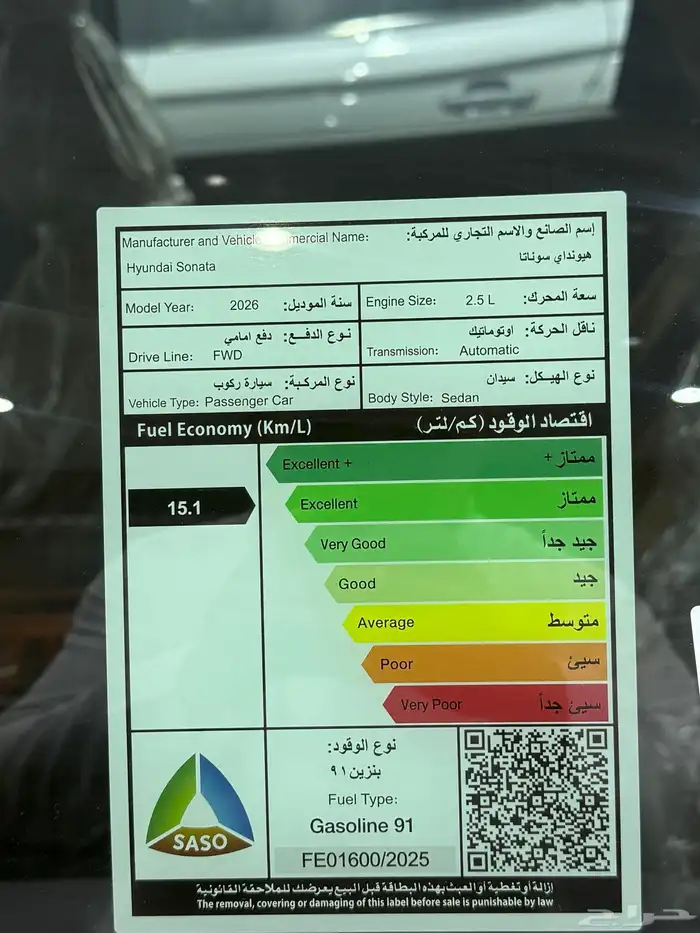 Manufacturer and Vehicle mercial Name: إسم الصانع والاسم التجاري للمركبة:
Hyundai Sonata هيونداي سوناتا
Model Year: 2026 سنة الموديل:
Engine Size: 2.5 L سعة المحرك:
نوع الدفع: دفع امامي
Drive Line: FWD
ناقل الحركة: اوتوماتيك
Transmission: Automatic
نوع المركبة: سيارة ركوب
Vehicle Type: Passenger Car
نوع الهيكل: سيدان
Body Style: Sedan
Fuel Economy (Km/L) اقتصاد الوقود (كم/لتر)
Excellent + ممتاز +
15.1
Excellent ممتاز
Very Good جيد جداً
Good جيد
Average متوسط
Poor سيئ
Very Poor سيئ جداً
نوع الوقود:
بنزين ٩١
Fuel Type:
Gasoline 91
FE01600/2025
SASO
إزالة أو تغطية أو العبث بهذه البطاقة قبل البيع يعرضك للملاحقة القانونية
The removal, covering or damaging of this label before sale is punishable by law
حراج